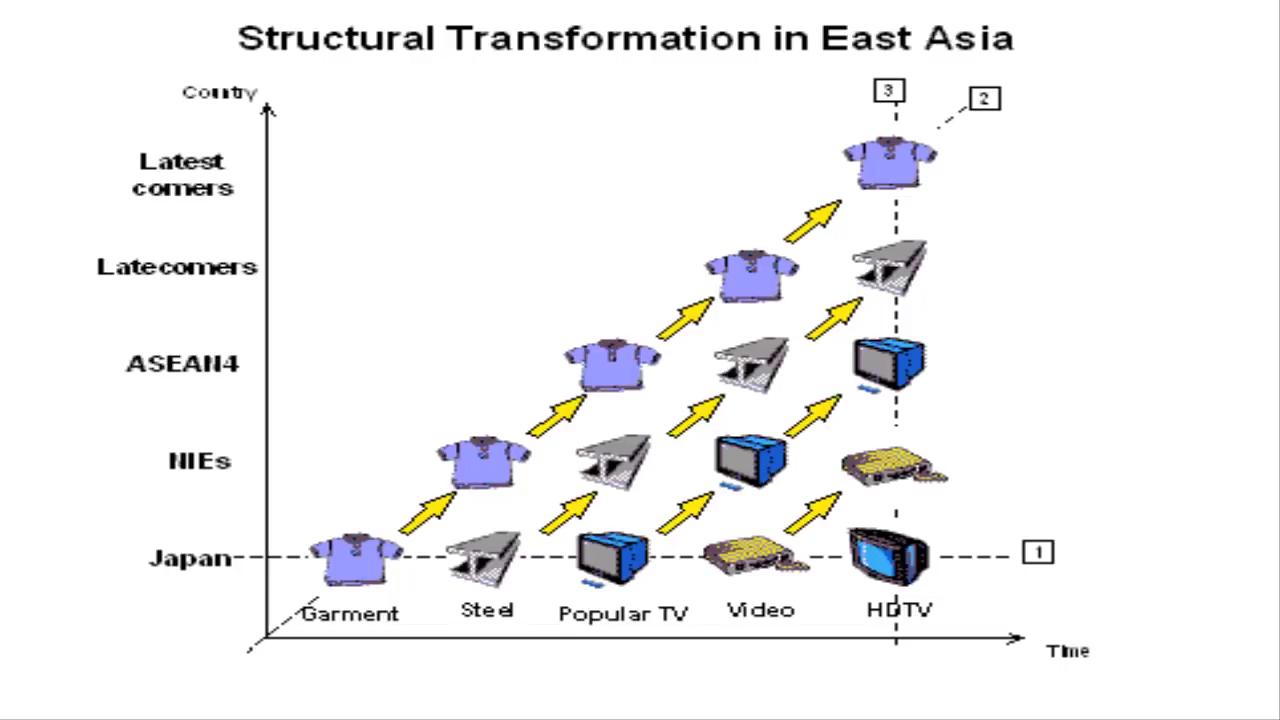 Structural Transformation in East Asia
Country
3
2
Latest
comers
Latecomers
ASEAN4
NIEs
Japan
1
Garment
Steel
Popular TV
Video
HDTV
Time